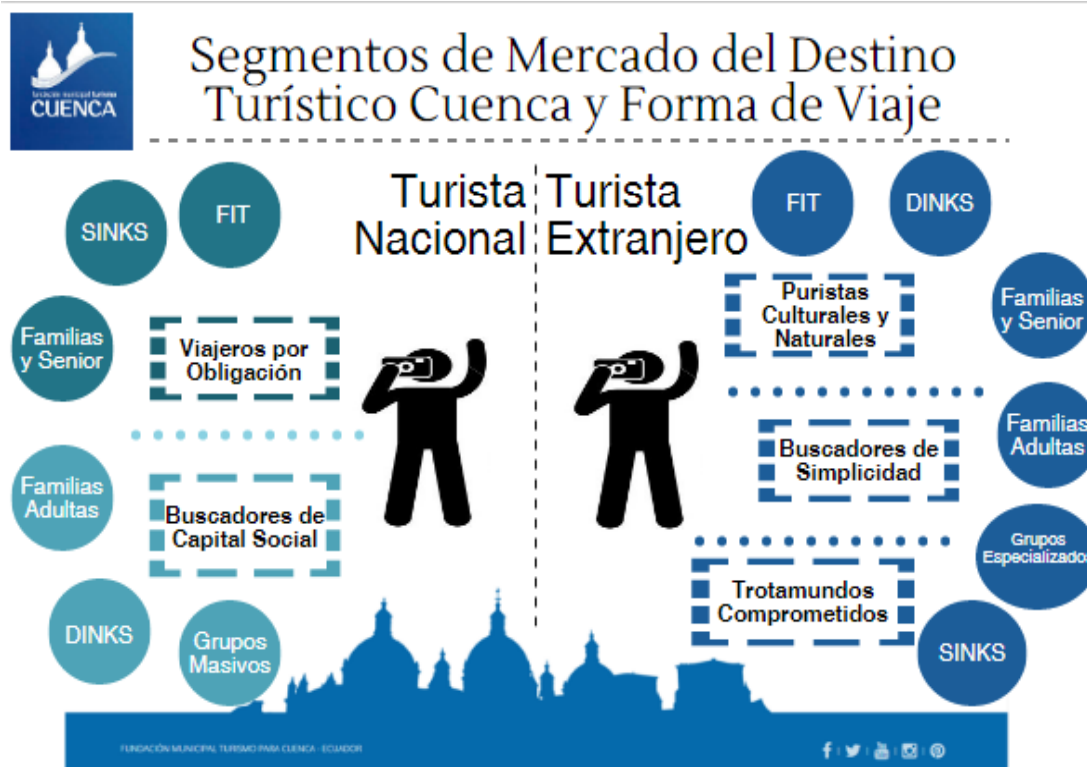 fundación municipal turismo
CUENCA
Segmentos de Mercado del Destino
Turístico Cuenca y Forma de Viaje
Turista
Nacional
Turista
Extranjero
SINKS
FIT
Familias
y Senior
Viajeros por
Obligación
Familias
Adultas
Buscadores de
Capital Social
DINKS
Grupos
Masivos
FIT
DINKS
Puristas
Culturales y
Naturales
Familias
y Senior
Buscadores de
Simplicidad
Familias
Adultas
Grupos
Especializados
Trotamundos
Comprometidos
SINKS
FUNDACIÓN MUNICIPAL TURISMO PARA CUENCA - ECUADOR